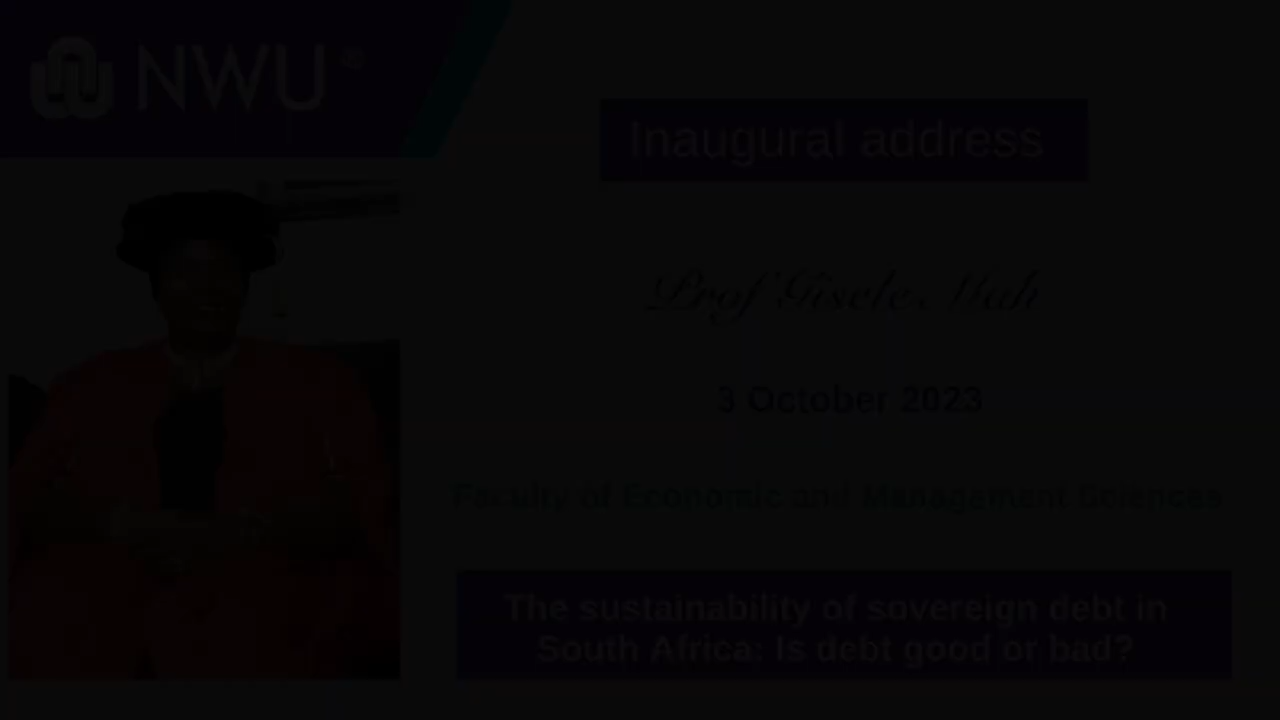 NWU®
Inaugural address
Prof Gisele Mah
3 October 2023
Faculty of Economic and Management Sciences
The sustainability of sovereign debt in
South Africa: Is debt good or bad?